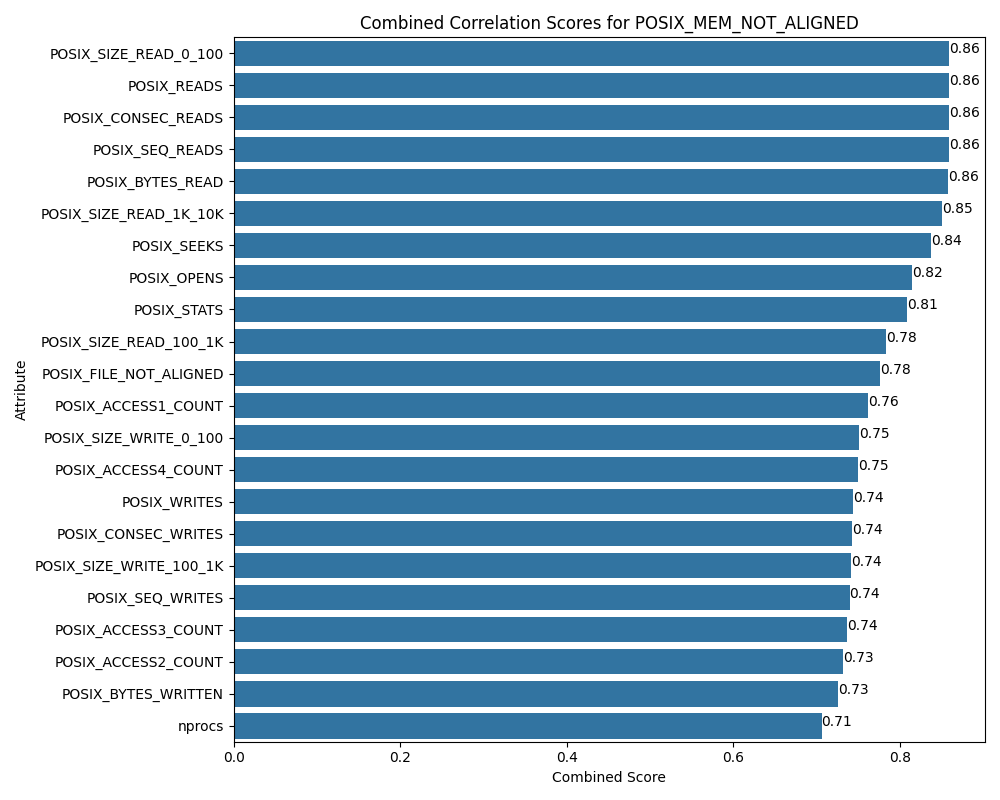 Combined Correlation Scores for POSIX_MEM_NOT_ALIGNED
POSIX_SIZE_READ_0_100 0.86
POSIX_READS 0.86
POSIX_CONSEC_READS 0.86
POSIX_SEQ_READS 0.86
POSIX_BYTES_READ 0.86
POSIX_SIZE_READ_1K_10K 0.85
POSIX_SEEKS 0.84
POSIX_OPENS 0.82
POSIX_STATS 0.81
POSIX_SIZE_READ_100_1K 0.78
POSIX_FILE_NOT_ALIGNED 0.78
POSIX_ACCESS1_COUNT 0.76
POSIX_SIZE_WRITE_0_100 0.75
POSIX_ACCESS4_COUNT 0.75
POSIX_WRITES 0.74
POSIX_CONSEC_WRITES 0.74
POSIX_SIZE_WRITE_100_1K 0.74
POSIX_SEQ_WRITES 0.74
POSIX_ACCESS3_COUNT 0.74
POSIX_ACCESS2_COUNT 0.73
POSIX_BYTES_WRITTEN 0.73
nprocs 0.71
Attribute
0.0 0.2 0.4 0.6 0.8
Combined Score